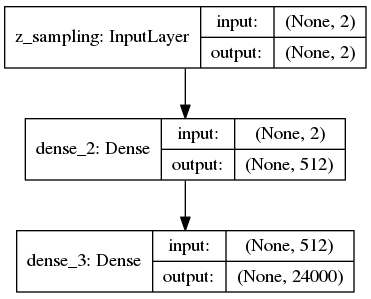 z_sampling: InputLayer
input: (None, 2)
output: (None, 2)
dense_2: Dense
input: (None, 2)
output: (None, 512)
dense_3: Dense
input: (None, 512)
output: (None, 24000)